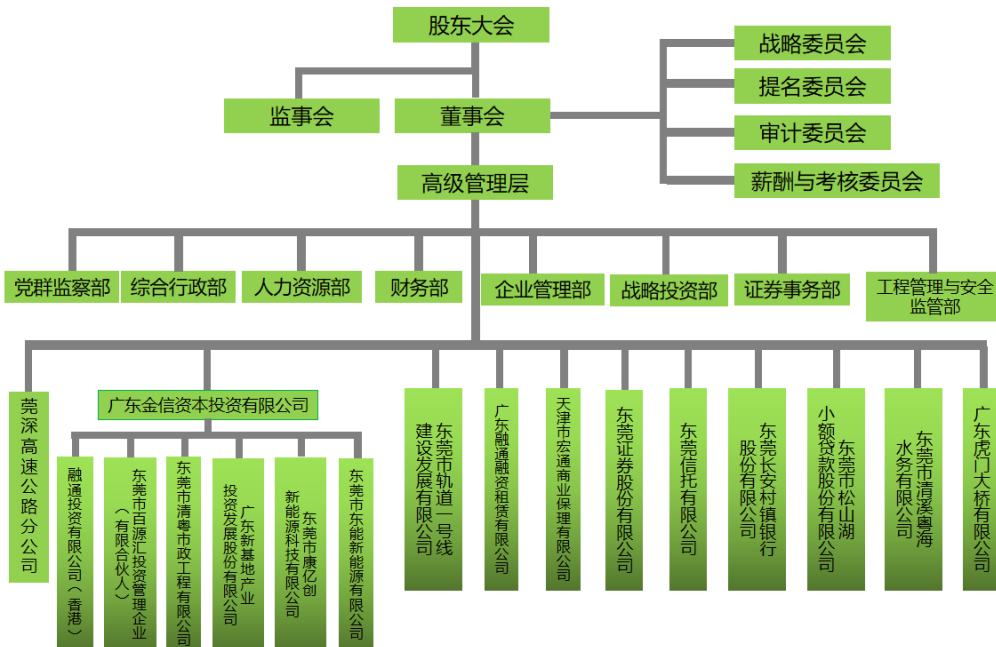 股东大会
战略委员会
提名委员会
监事会
董事会
审计委员会
高级管理层
薪酬与考核委员会
党群监察部
综合行政部
人力资源部
财务部
企业管理部
战略投资部
证券事务部
工程管理与安全
监管部
莞深高速公路分公司
广东金信资本投资有限公司
融通投资有限公司（香港）
东莞市百源汇投资管理企业
（有限合伙人）
东莞市清粤市政工程有限公司
广东新基地产业
投资发展股份有限公司
东莞市康亿创
新能源科技有限公司
东莞市东能新能源有限公司
东莞市轨道一号线
建设发展有限公司
广东融通融资租赁有限公司
天津市宏通商业保理有限公司
东莞证券股份有限公司
东莞信托有限公司
东莞长安村镇银行
股份有限公司
东莞市松山湖
小额贷款股份有限公司
东莞市清溪粤海
水务有限公司
广东虎门大桥有限公司